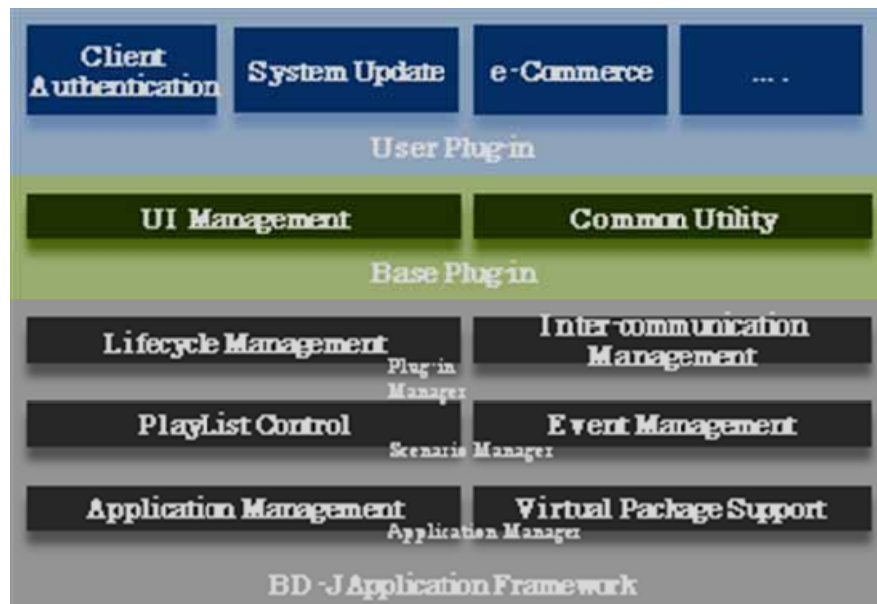 Client
Authentication
System Update
e-Commerce
... .
User Plug-in
UI Management
Common Utility
Base Plug-in
Lifecycle Management
Inter-communication
Management
Plug-in
Manager
PlayList Control
Event Management
Scenario Manager
Application Management
Virtual Package Support
Application Manager
BD-J Application Framework